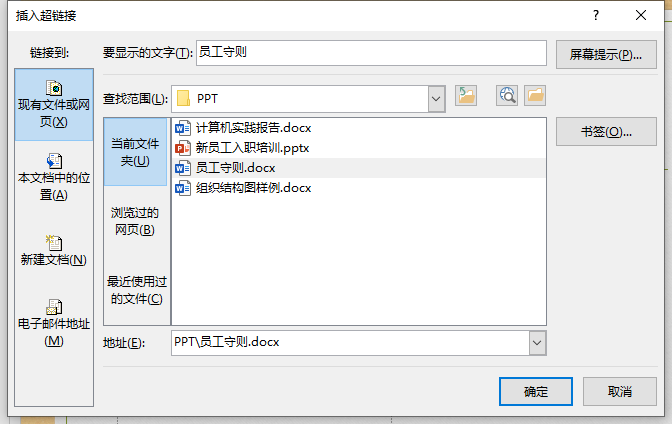 插入超链接
?
链接到:
要显示的文字(T):
员工守则
屏幕提示(P)...
现有文件或网
页(X)
查找范围(L):
PPT
当前文件
夹(U)
计算机实践报告.docx
新员工入职培训.pptx
员工守则.docx
组织结构图样例.docx
书签(O)...
本文档中的位
置(A)
浏览过的
网页(B)
新建文档(N)
最近使用过
的文件(C)
电子邮件地址
(M)
地址(E):
PPT\员工守则.docx
确定
取消